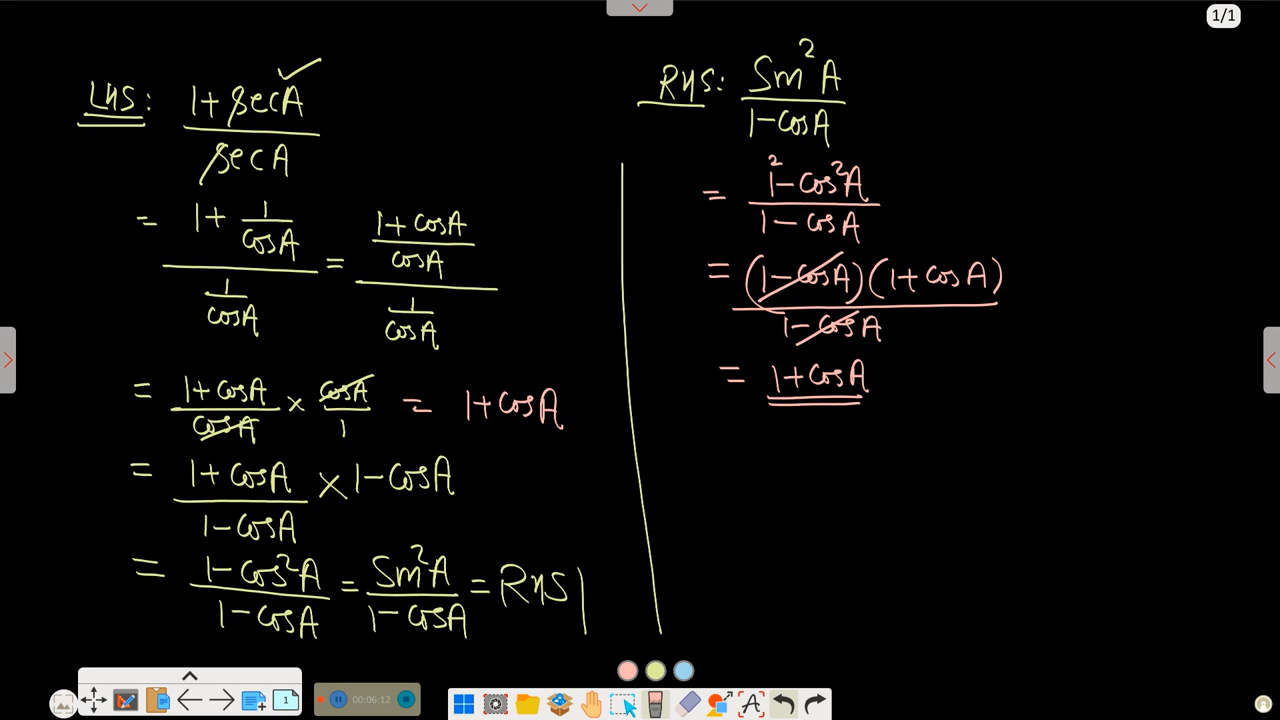 1/1
LHS: (1 + secA)/(secA) ✓
= (1 + 1/cosA)/(1/cosA) = ((1 + cosA)/cosA)/(1/cosA)
= (1 + cosA)/cosA × cosA/1 = 1 + cosA
= (1 + cosA)/(1 - cosA) × 1 - cosA
= (1 - cos²A)/(1 - cosA) = Sin²A/(1 - cosA) = RHS
RHS: Sin²A/(1 - cosA)
= (1² - cos²A)/(1 - cosA)
= (1 - cosA)(1 + cosA)/(1 - cosA)
= 1 + cosA
1
00:06:12
A